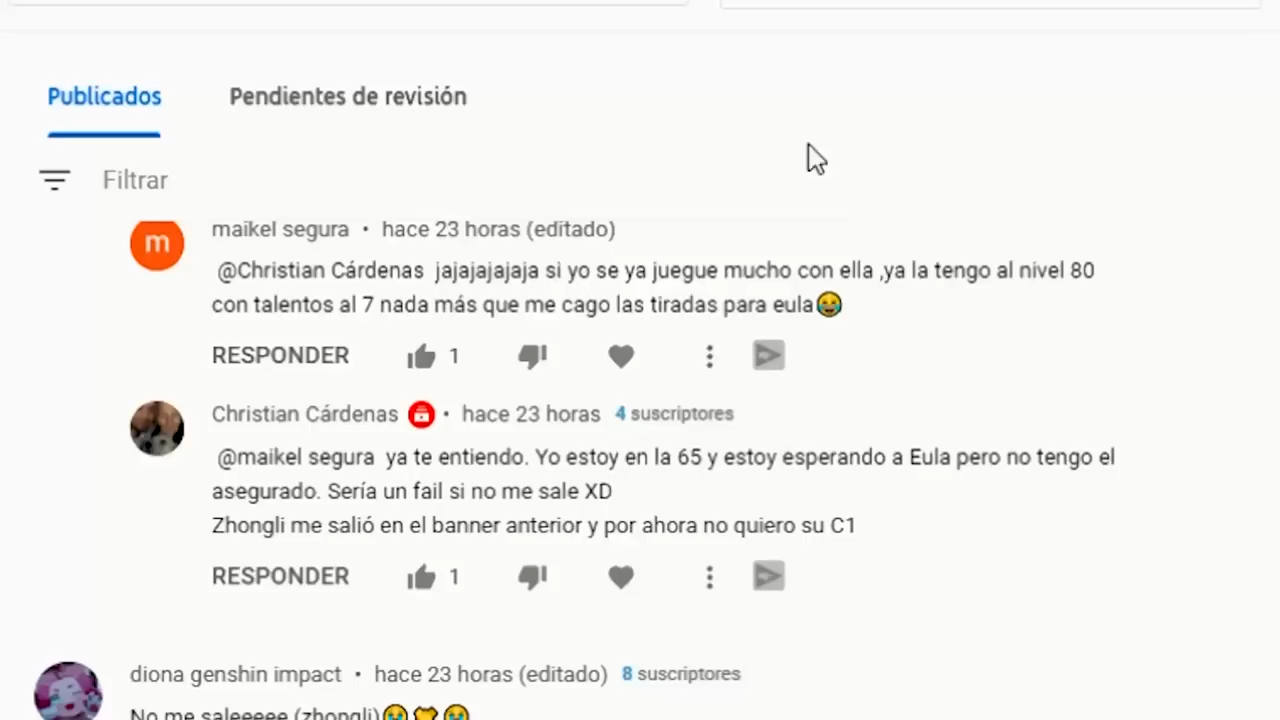 Publicados Pendientes de revisión
Filtrar
m
maikel segura • hace 23 horas (editado)
@Christian Cárdenas jajajajajaja si yo se ya juegue mucho con ella ,ya la tengo al nivel 80
con talentos al 7 nada más que me cago las tiradas para eula😂
RESPONDER 1
Christian Cárdenas • hace 23 horas 4 suscriptores
@maikel segura ya te entiendo. Yo estoy en la 65 y estoy esperando a Eula pero no tengo el
asegurado. Sería un fail si no me sale XD
Zhongli me salió en el banner anterior y por ahora no quiero su C1
RESPONDER 1
diona genshin impact • hace 23 horas (editado) 8 suscriptores
No me saleeeee (zhongli)